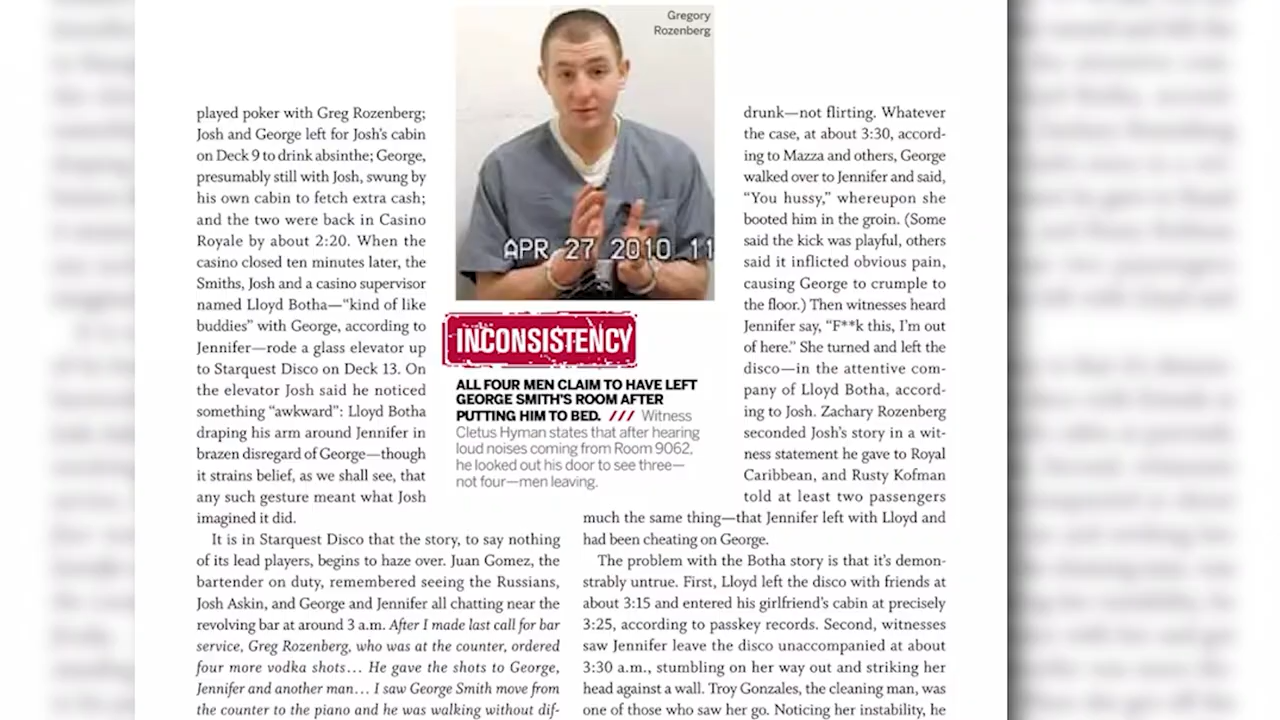 played poker with Greg Rozenberg;
Josh and George left for Josh's cabin
on Deck 9 to drink absinthe; George,
presumably still with Josh, swung by
his own cabin to fetch extra cash;
and the two were back in Casino
Royale by about 2:20. When the
casino closed ten minutes later, the
Smiths, Josh and a casino supervisor
named Lloyd Botha—“kind of like
buddies” with George, according to
Jennifer—rode a glass elevator up
to Starquest Disco on Deck 13. On
the elevator Josh said he noticed
something “awkward”: Lloyd Botha
draping his arm around Jennifer in
brazen disregard of George—though
it strains belief, as we shall see, that
any such gesture meant what Josh
imagined it did.
It is in Starquest Disco that the story, to say nothing
of its lead players, begins to haze over. Juan Gomez, the
bartender on duty, remembered seeing the Russians,
Josh Askin, and George and Jennifer all chatting near the
revolving bar at around 3 a.m. After I made last call for bar
service, Greg Rozenberg, who was at the counter, ordered
four more vodka shots… He gave the shots to George,
Jennifer and another man… I saw George Smith move from
the counter to the piano and he was walking without dif-
Gregory
Rozenberg
APR 27 2010 11
INCONSISTENCY
ALL FOUR MEN CLAIM TO HAVE LEFT
GEORGE SMITH'S ROOM AFTER
PUTTING HIM TO BED. /// Witness
Cletus Hyman states that after hearing
loud noises coming from Room 9062,
he looked out his door to see three—
not four—men leaving.
drunk—not flirting. Whatever
the case, at about 3:30, accord-
ing to Mazza and others, George
walked over to Jennifer and said,
“You hussy,” whereupon she
booted him in the groin. (Some
said the kick was playful, others
said it inflicted obvious pain,
causing George to crumple to
the floor.) Then witnesses heard
Jennifer say, “F**k this, I'm out
of here.” She turned and left the
disco—in the attentive com-
pany of Lloyd Botha, accord-
ing to Josh. Zachary Rozenberg
seconded Josh's story in a wit-
ness statement he gave to Royal
Caribbean, and Rusty Kofman
told at least two passengers
much the same thing—that Jennifer left with Lloyd and
had been cheating on George.
The problem with the Botha story is that it's demon-
strably untrue. First, Lloyd left the disco with friends at
about 3:15 and entered his girlfriend's cabin at precisely
3:25, according to passkey records. Second, witnesses
saw Jennifer leave the disco unaccompanied at about
3:30 a.m., stumbling on her way out and striking her
head against a wall. Troy Gonzales, the cleaning man, was
one of those who saw her go. Noticing her instability, he